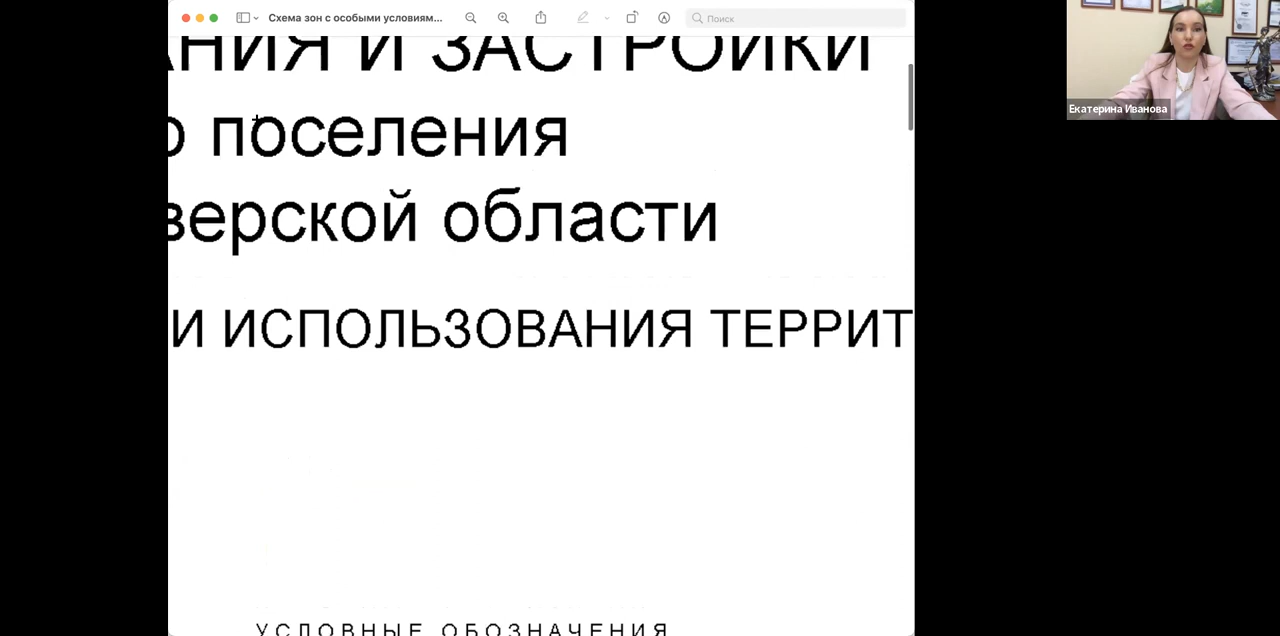 Схема зон с особыми условиям...
Поиск
АНИЯ И ЗАСТРОЙКИ
о поселения
верской области
И ИСПОЛЬЗОВАНИЯ ТЕРРИТ
УСЛОВНЫЕ ОБОЗНАЧЕНИЯ
Екатерина Иванова